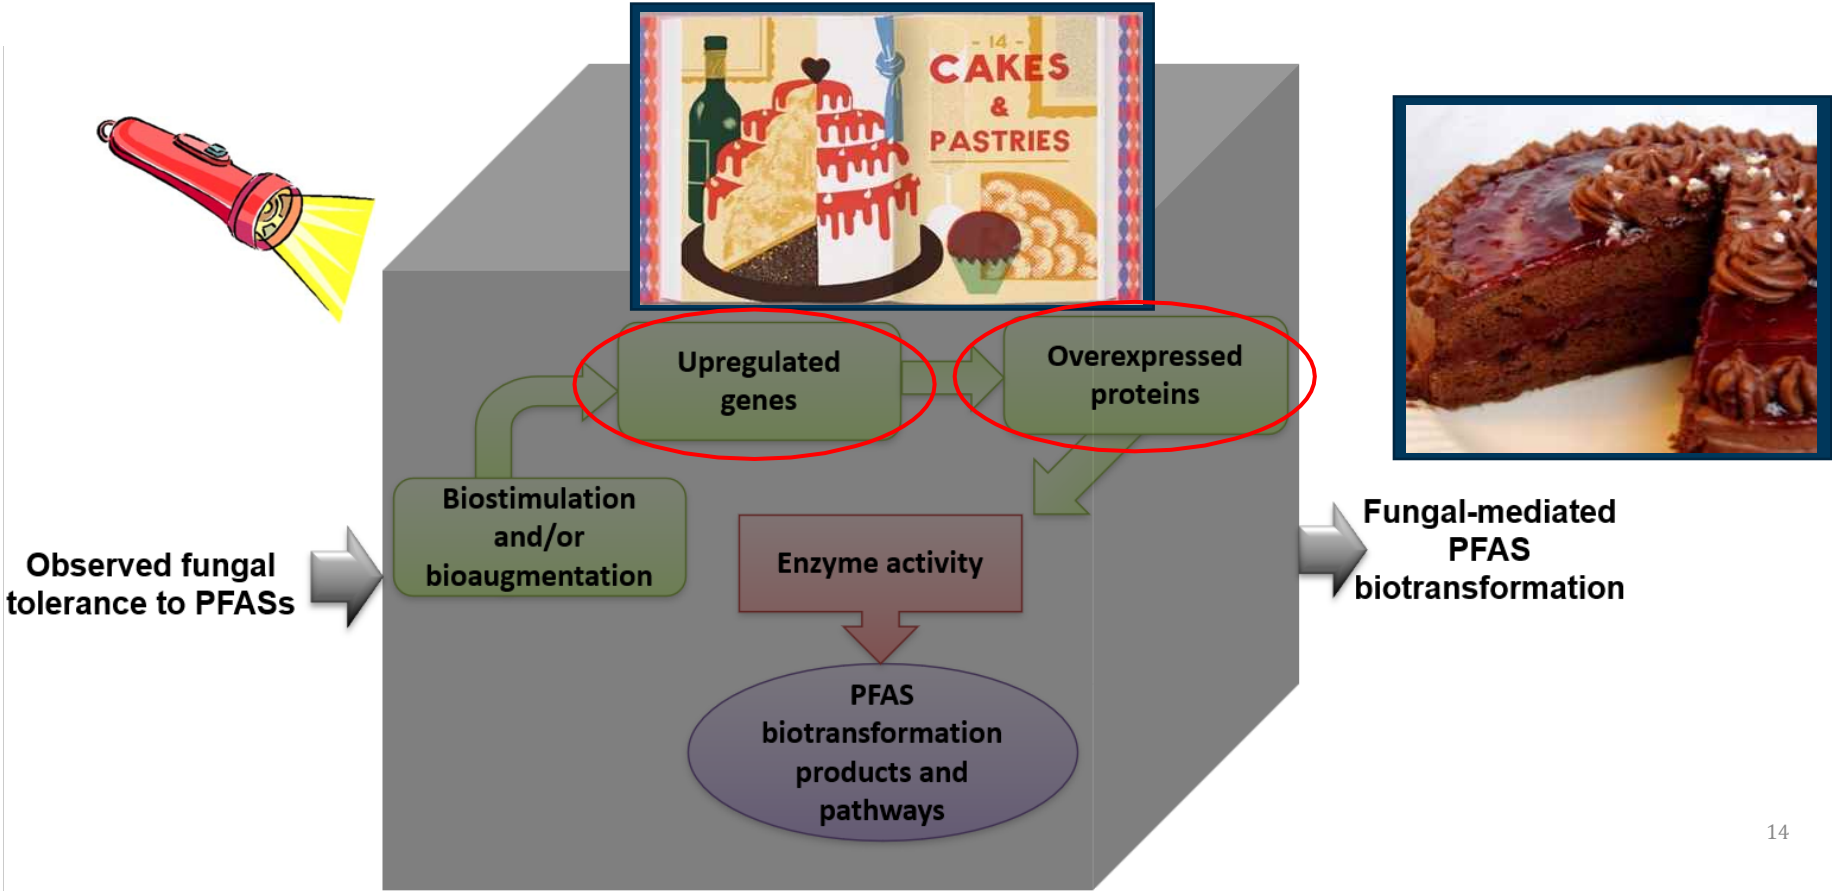 - 14 -
CAKES
&
PASTRIES
Upregulated
genes
Overexpressed
proteins
Biostimulation
and/or
bioaugmentation
Enzyme activity
PFAS
biotransformation
products and
pathways
Observed fungal
tolerance to PFASs
Fungal-mediated
PFAS
biotransformation
14